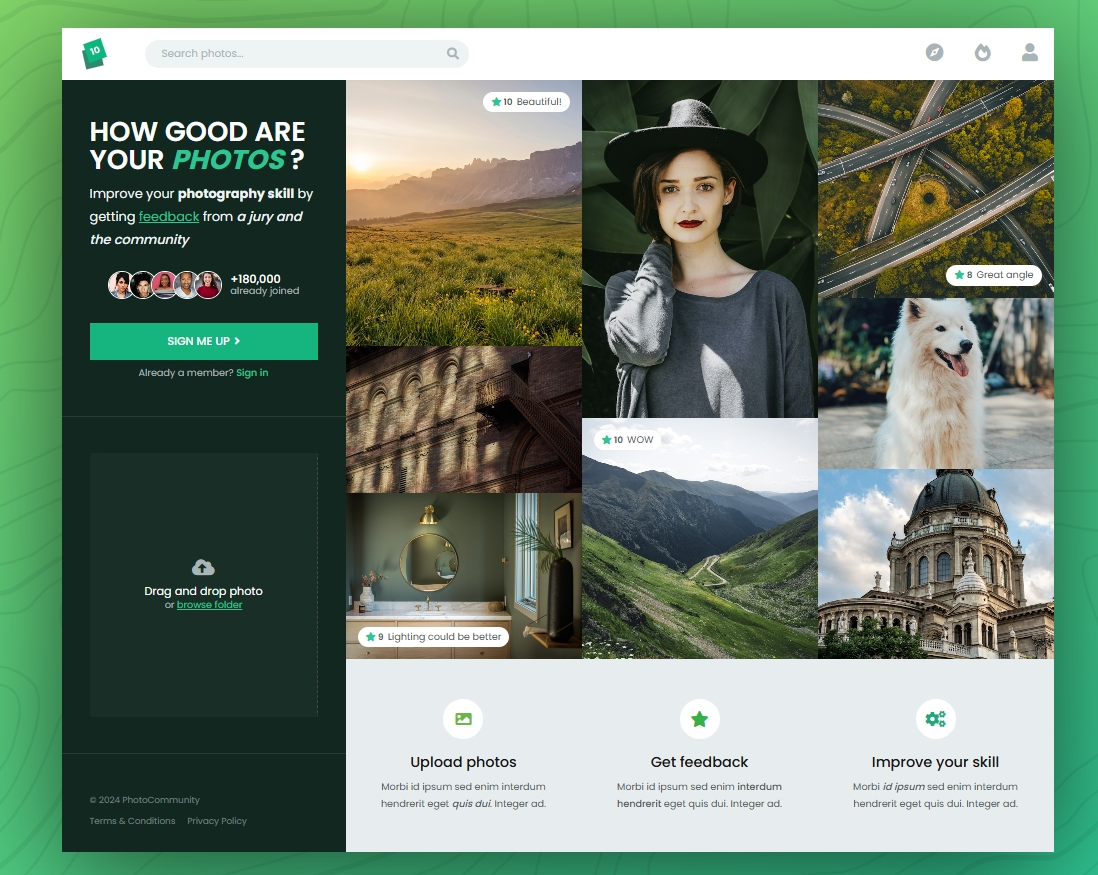 10
Search photos...
HOW GOOD ARE
YOUR PHOTOS ?
Improve your photography skill by
getting feedback from a jury and
the community
+180,000
already joined
SIGN ME UP
Already a member? Sign in
Drag and drop photo
or browse folder
© 2024 PhotoCommunity
Terms & Conditions Privacy Policy
10 Beautiful!
8 Great angle
10 WOW
9 Lighting could be better
Upload photos
Morbi id ipsum sed enim interdum
hendrerit eget quis dui. Integer ad.
Get feedback
Morbi id ipsum sed enim interdum
hendrerit eget quis dui. Integer ad.
Improve your skill
Morbi id ipsum sed enim interdum
hendrerit eget quis dui. Integer ad.